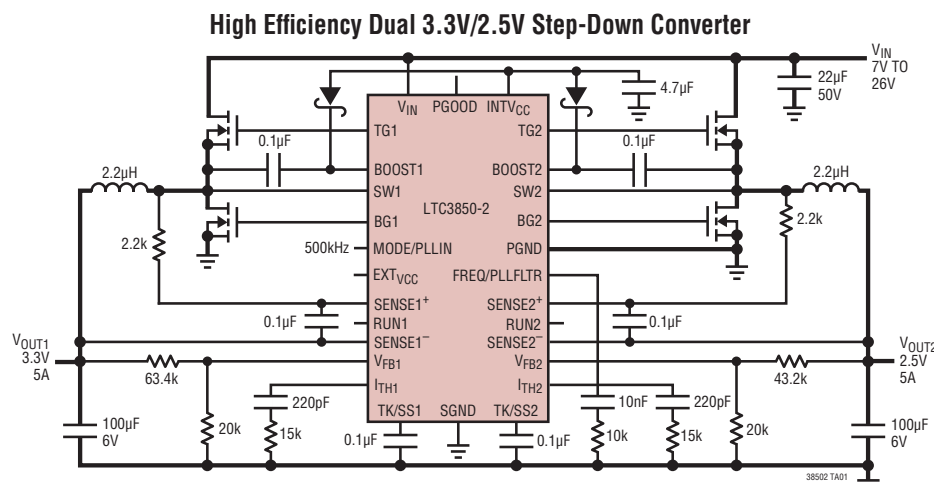 High Efficiency Dual 3.3V/2.5V Step-Down Converter
VIN
7V TO
26V
22µF
50V
4.7µF
VIN PGOOD INTVCC
TG1 TG2
0.1µF 0.1µF
BOOST1 BOOST2
2.2µH 2.2µH
SW1 SW2
LTC3850-2
BG1 BG2
2.2k 2.2k
500kHz MODE/PLLIN PGND
EXTVCC FREQ/PLLFLTR
SENSE1+ SENSE2+
0.1µF 0.1µF
RUN1 RUN2
SENSE1– SENSE2–
VOUT1
3.3V
5A
VOUT2
2.5V
5A
VFB1 VFB2
63.4k 43.2k
ITH1 ITH2
220pF 10nF 220pF
100µF
6V
20k 15k
TK/SS1 SGND TK/SS2
0.1µF 0.1µF
10k 15k 20k
100µF
6V
38502 TA01